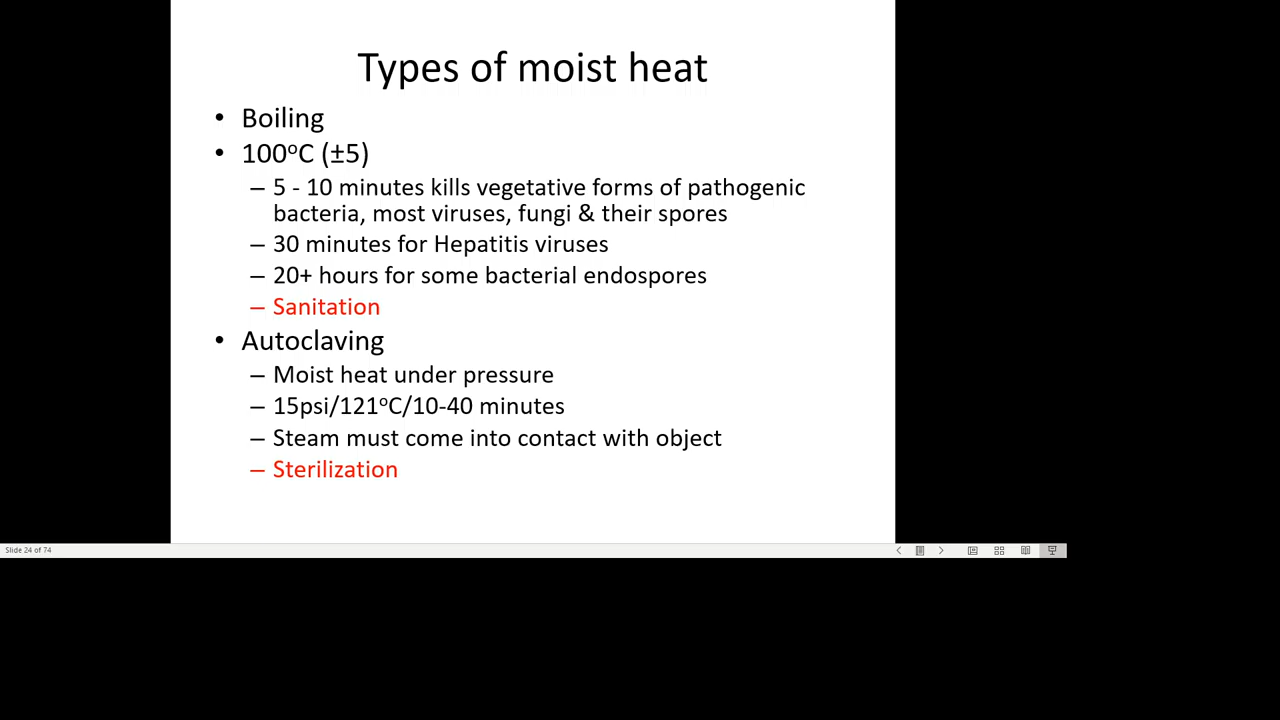 Types of moist heat
• Boiling
• 100ºC (±5)
– 5 - 10 minutes kills vegetative forms of pathogenic
bacteria, most viruses, fungi & their spores
– 30 minutes for Hepatitis viruses
– 20+ hours for some bacterial endospores
– Sanitation
• Autoclaving
– Moist heat under pressure
– 15psi/121ºC/10-40 minutes
– Steam must come into contact with object
– Sterilization
Slide 24 of 74